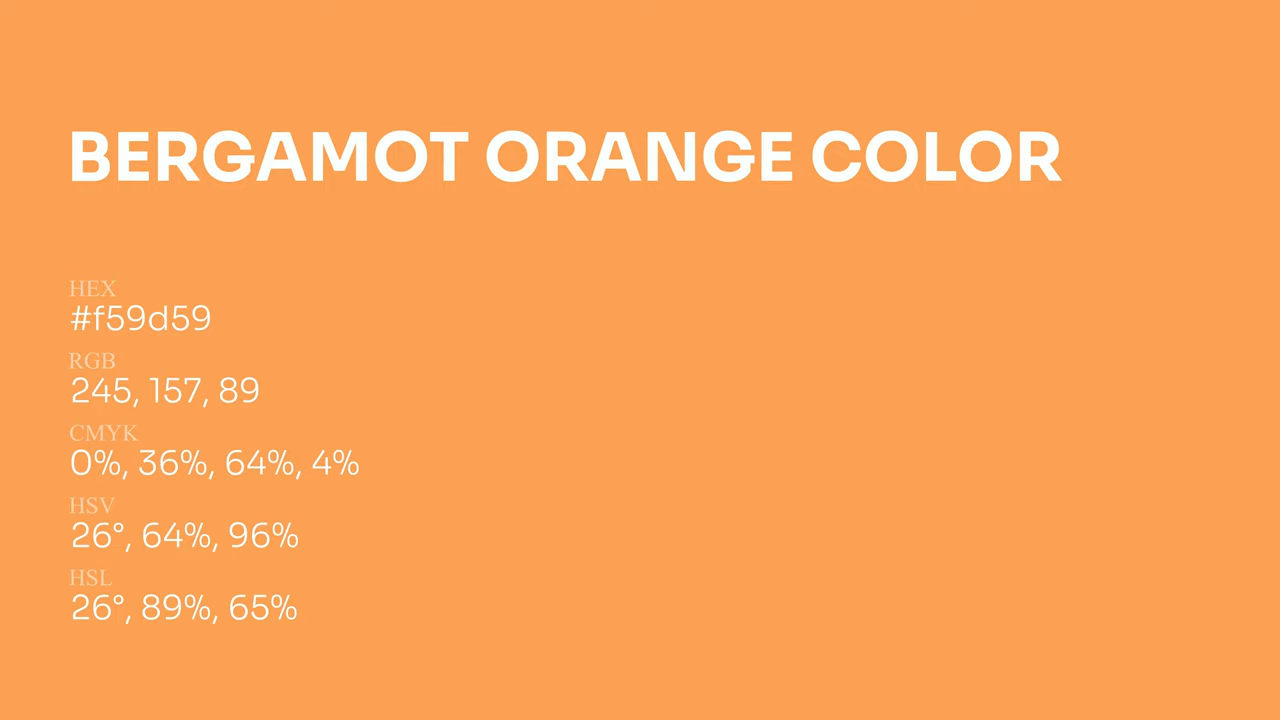 BERGAMOT ORANGE COLOR
HEX
#f59d59
RGB
245, 157, 89
CMYK
0%, 36%, 64%, 4%
HSV
26°, 64%, 96%
HSL
26°, 89%, 65%